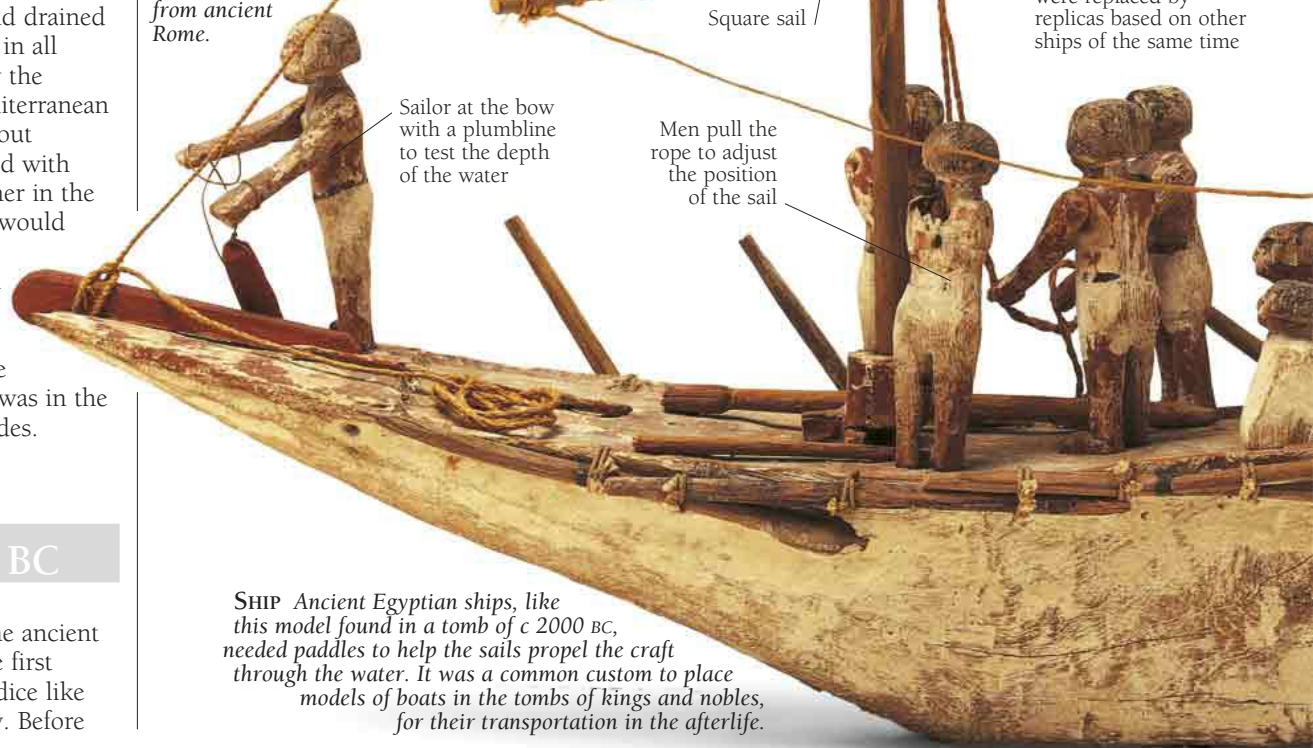 drained
in all
the
out
with
in the
would
was in the
BC
ancient
first
dice like
Before
from ancient
Rome.
Sailor at the bow
with a plumbline
to test the depth
of the water
Square sail
Men pull the
rope to adjust
the position
of the sail
were replaced by
replicas based on other
ships of the same time
SHIP Ancient Egyptian ships, like
this model found in a tomb of c 2000 BC,
needed paddles to help the sails propel the craft
through the water. It was a common custom to place
models of boats in the tombs of kings and nobles,
for their transportation in the afterlife.